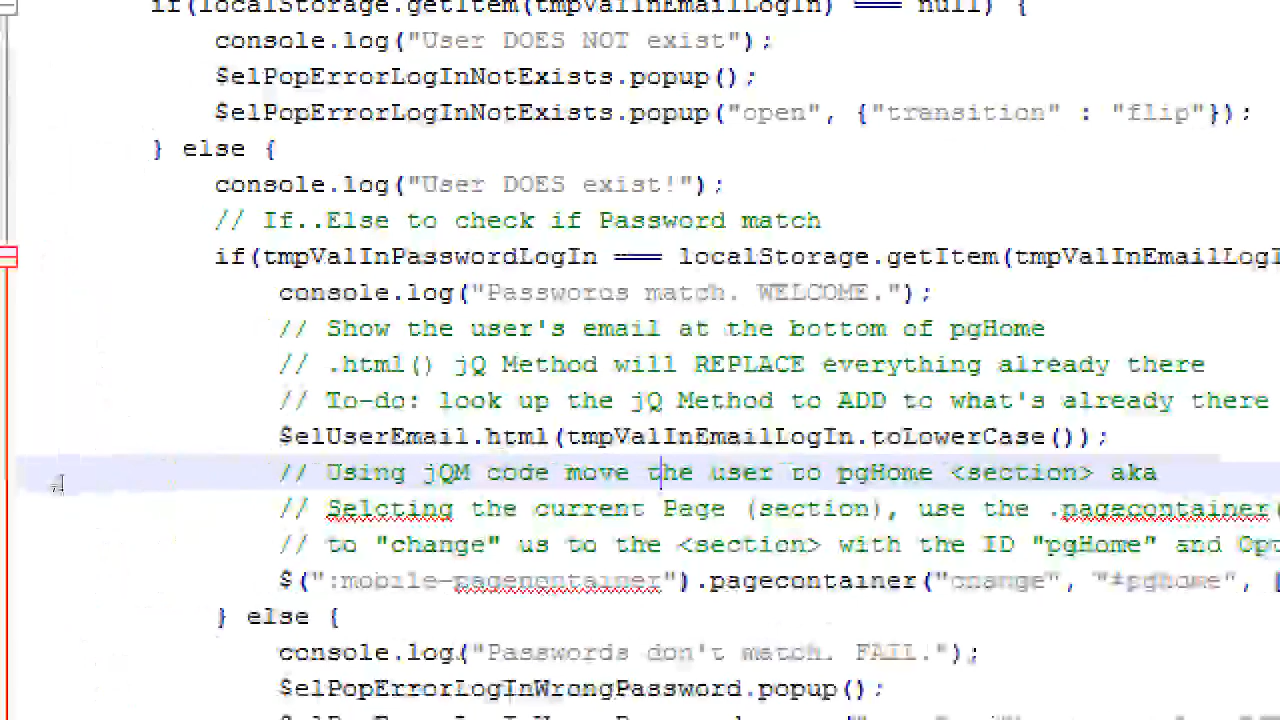 if(localStorage.getItem(tmpValInEmailLogIn) === null) {
console.log("User DOES NOT exist");
$elPopErrorLogInNotExists.popup();
$elPopErrorLogInNotExists.popup("open", {"transition" : "flip"});
} else {
console.log("User DOES exist!");
// If..Else to check if Password match
if(tmpValInPasswordLogIn === localStorage.getItem(tmpValInEmailLogI
console.log("Passwords match. WELCOME.");
// Show the user's email at the bottom of pgHome
// .html() jQ Method will REPLACE everything already there
// To-do: look up the jQ Method to ADD to what's already there
$elUserEmail.html(tmpValInEmailLogIn.toLowerCase());
// Using jQM code move the user to pgHome <section> aka
// Selcting the current Page (section), use the .pagecontainer(
// to "change" us to the <section> with the ID "pgHome" and Op
$(":mobile-pagecontainer").pagecontainer("change", "#pghome",
} else {
console.log("Passwords don't match. FAIL.");
$elPopErrorLogInWrongPassword.popup();